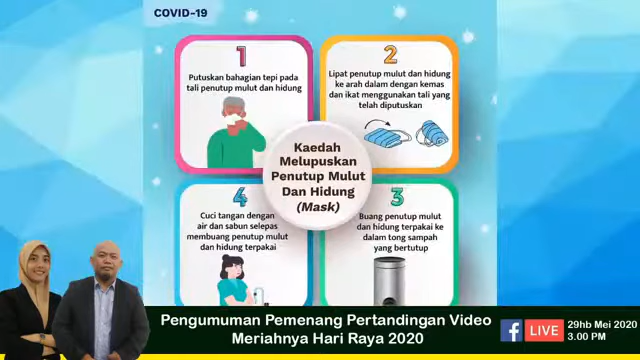 COVID-19
1
Putuskan bahagian tepi pada
tali penutup mulut dan hidung
2
Lipat penutup mulut dan hidung
ke arah dalam dengan kemas
dan ikat menggunakan tali yang
telah diputuskan
Kaedah
Melupuskan
Penutup Mulut
Dan Hidung
(Mask)
3
Buang penutup mulut
dan hidung terpakai ke
dalam tong sampah
yang bertutup
4
Cuci tangan dengan
air dan sabun selepas
membuang penutup mulut
dan hidung terpakai
Pengumuman Pemenang Pertandingan Video
Meriahnya Hari Raya 2020
f LIVE
29hb Mei 2020
3.00 PM